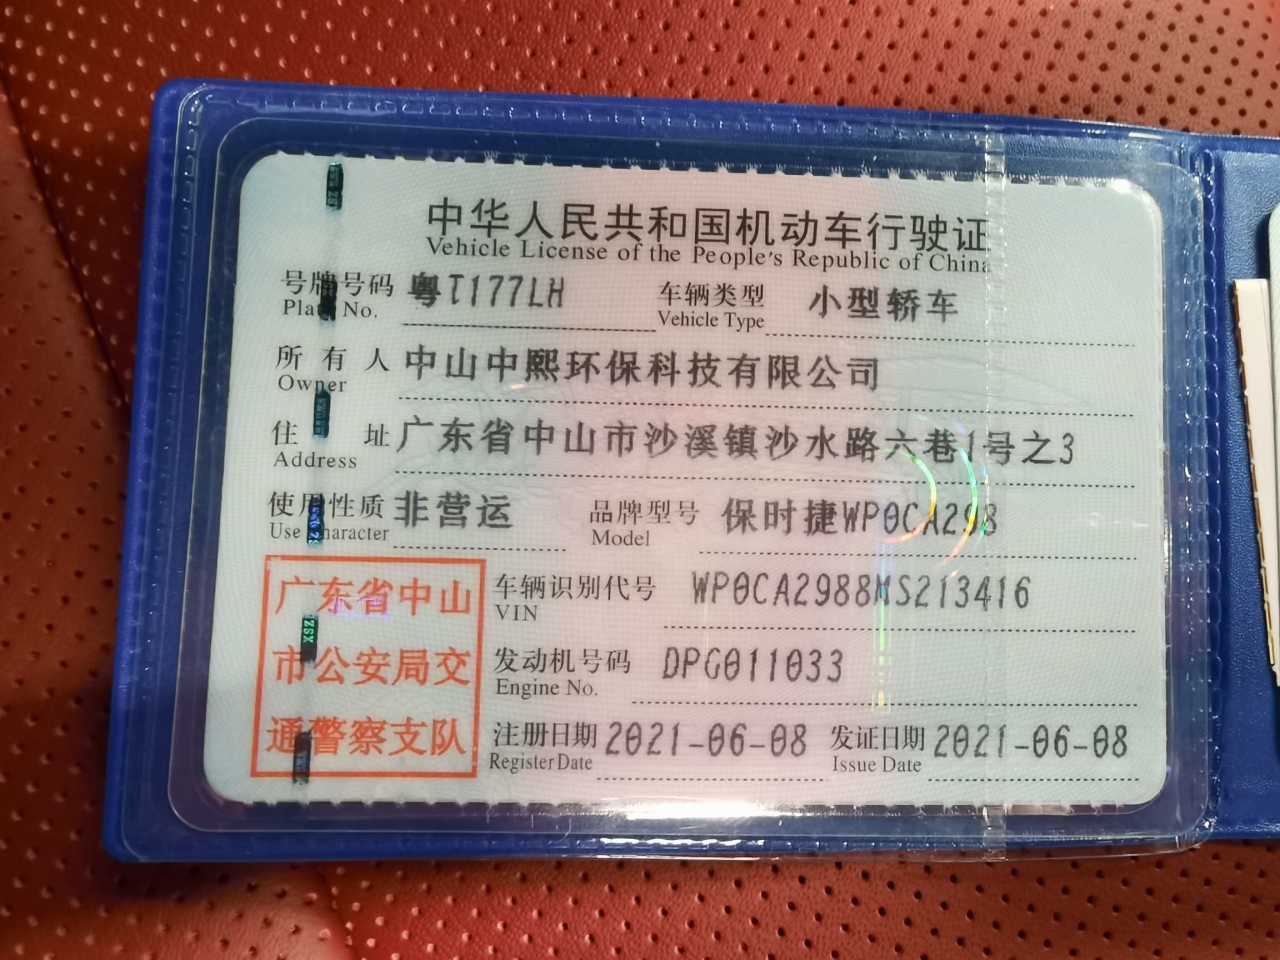 中华人民共和国机动车行驶证
Vehicle License of the People's Republic of China
号牌号码 粤T177LH 车辆类型 小型轿车
Plate No. Vehicle Type
所有人 中山中熙环保科技有限公司
Owner
住址 广东省中山市沙溪镇沙水路六巷1号之3
Address
使用性质 非营运 品牌型号 保时捷WP0CA298
Use Character Model
广东省中山 车辆识别代号 WP0CA2988MS213416
VIN
市公安局交 发动机号码 DPG011033
Engine No.
通警察支队 注册日期 2021-06-08 发证日期 2021-06-08
Register Date Issue Date